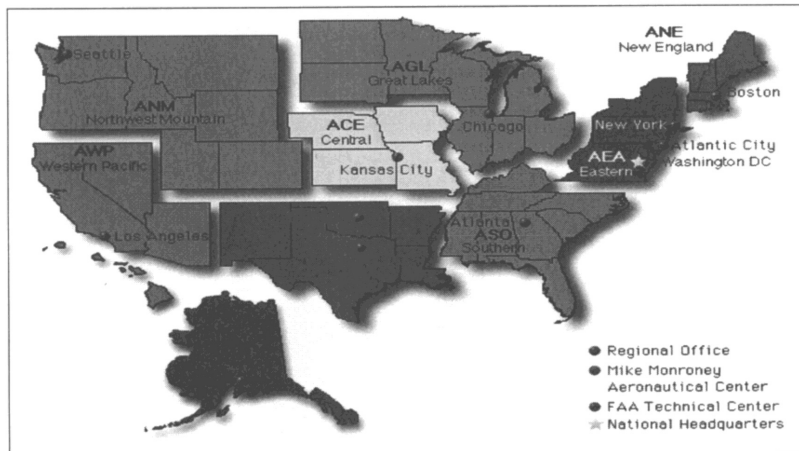 ANE
New England
Seattle
AGL
Great Lakes
Boston
ANM
Northwest Mountain
ACE
Central
Chicago
New York
Atlantic City
AWP
Western Pacific
Kansas City
AEA
Eastern
Washington DC
Los Angeles
Atlanta
ASO
Southern
Regional Office
Mike Monroney
Aeronautical Center
FAA Technical Center
National Headquarters